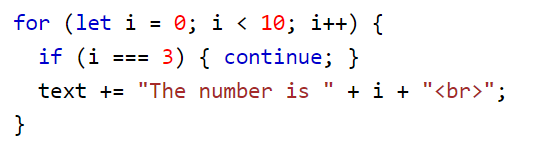 for (let i = 0; i < 10; i++) {
  if (i === 3) { continue; }
  text += "The number is " + i + "<br>";
}